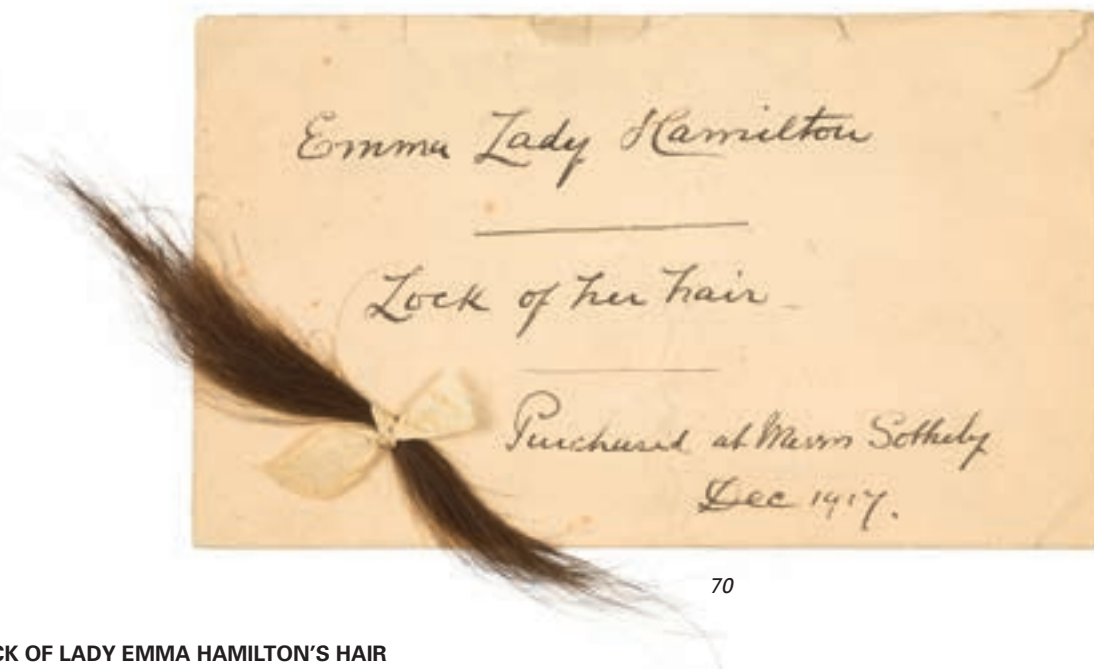 Emma Lady Hamilton
Lock of her hair
Purchased at Messrs Sotheby
Dec 1917.
70
CK OF LADY EMMA HAMILTON'S HAIR